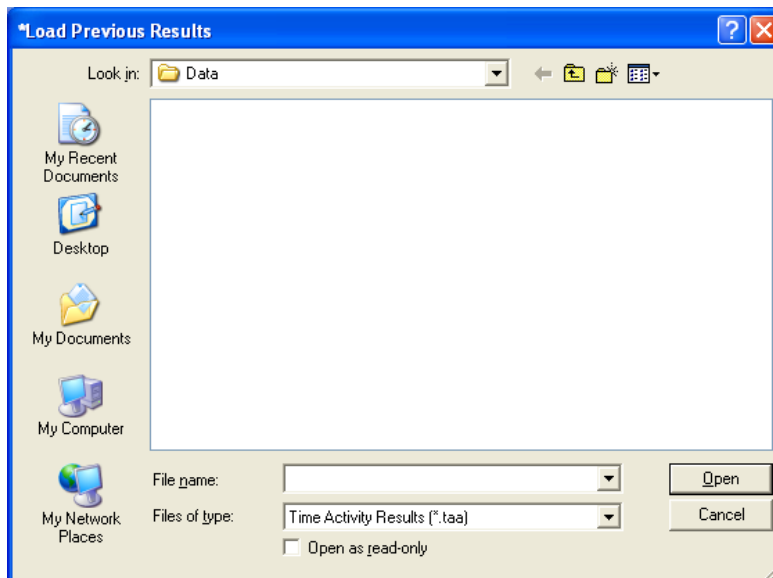 *Load Previous Results
Look in:
Data
My Recent
Documents
Desktop
My Documents
My Computer
My Network
Places
File name:
Open
Files of type:
Time Activity Results (*.taa)
Cancel
Open as read-only